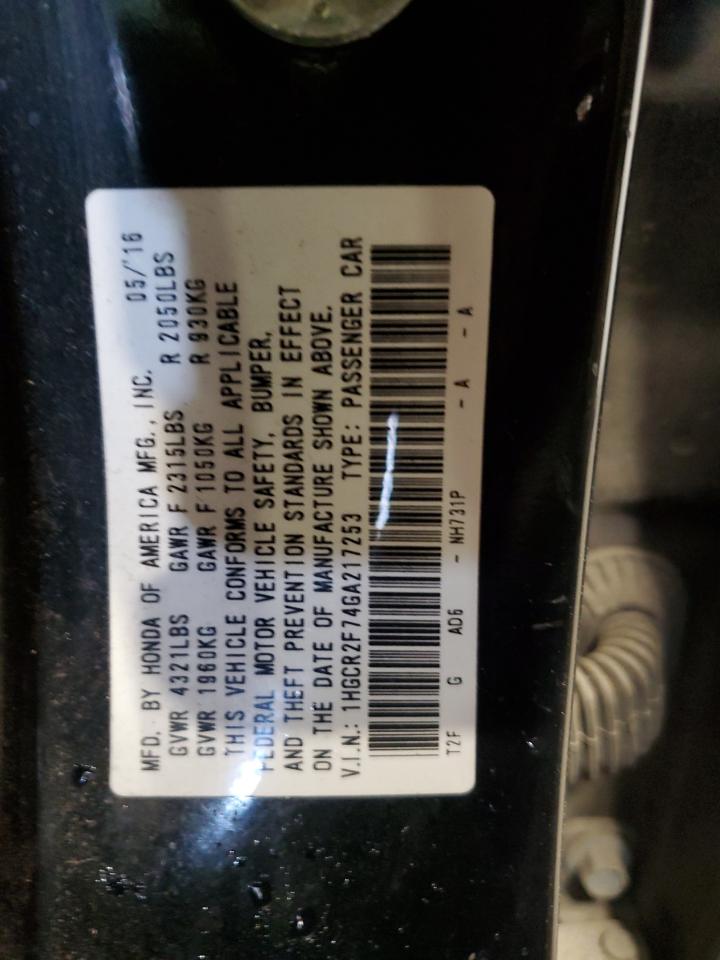 MFD. BY HONDA OF AMERICA MFG., INC. 05/'16
GVWR 4321LBS GAWR F 2315LBS R 2050LBS
GVWR 1960KG GAWR F 1050KG R 930KG
THIS VEHICLE CONFORMS TO ALL APPLICABLE
FEDERAL MOTOR VEHICLE SAFETY, BUMPER,
AND THEFT PREVENTION STANDARDS IN EFFECT
ON THE DATE OF MANUFACTURE SHOWN ABOVE.
V.I.N.: 1HGCR2F74GA217253 TYPE: PASSENGER CAR
T2F G AD6 - NH731P - A - A